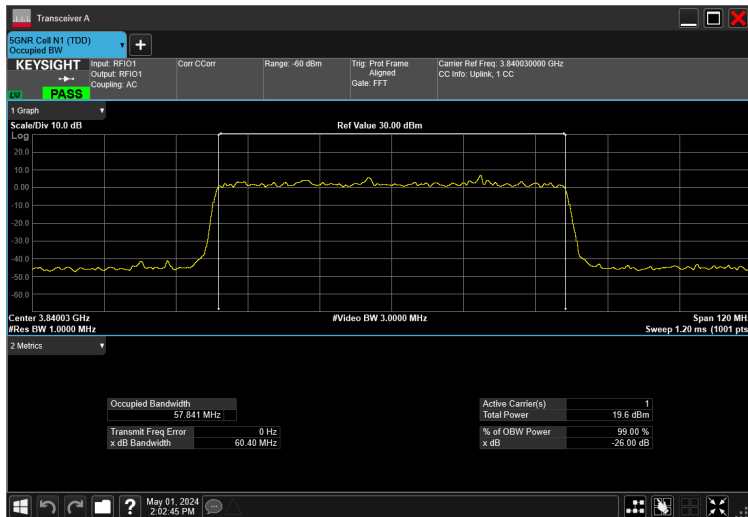 Transceiver A
5GNR Cell N1 (TDD)
Occupied BW
KEYSIGHT
LXI
PASS
Input: RFIO1
Output: RFIO1
Coupling: AC
Corr CCorr
Range: -60 dBm
Trig: Prot Frame
Aligned
Gate: FFT
Carrier Ref Freq: 3.840030000 GHz
CC Info: Uplink, 1 CC
1 Graph
Scale/Div 10.0 dB
Ref Value 30.00 dBm
Log
20.0
10.0
0.00
-10.0
-20.0
-30.0
-40.0
-50.0
-60.0
Center 3.84003 GHz
#Video BW 3.0000 MHz
Span 120 MH
#Res BW 1.0000 MHz
Sweep 1.20 ms (1001 pts
2 Metrics
Occupied Bandwidth
57.841 MHz
Transmit Freq Error 0 Hz
x dB Bandwidth 60.40 MHz
Active Carrier(s) 1
Total Power 19.6 dBm
% of OBW Power 99.00 %
x dB -26.00 dB
?
May 01, 2024
2:02:45 PM